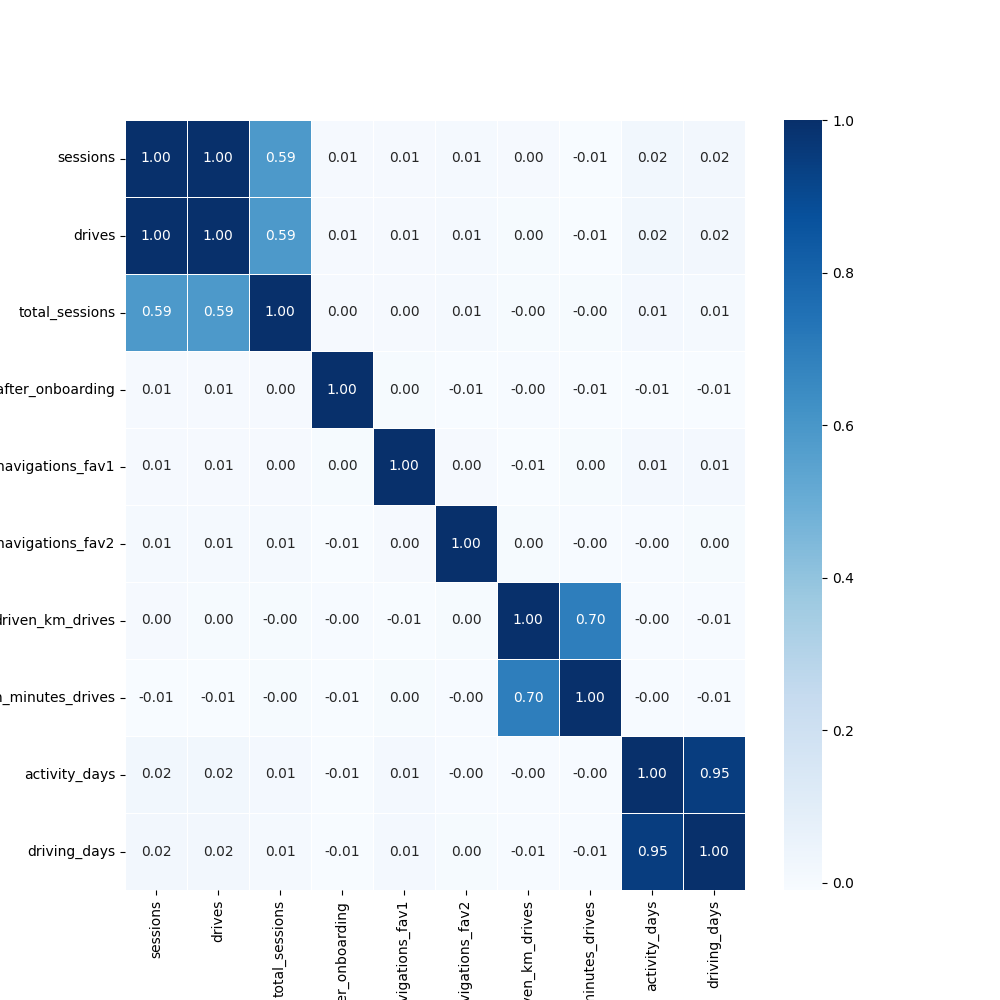 sessions 1.00 1.00 0.59 0.01 0.01 0.01 0.00 -0.01 0.02 0.02
drives 1.00 1.00 0.59 0.01 0.01 0.01 0.00 -0.01 0.02 0.02
total_sessions 0.59 0.59 1.00 0.00 0.00 0.01 -0.00 -0.00 0.01 0.01
after_onboarding 0.01 0.01 0.00 1.00 0.00 -0.01 -0.00 -0.01 -0.01 -0.01
navigations_fav1 0.01 0.01 0.00 0.00 1.00 0.00 -0.01 0.00 0.01 0.01
navigations_fav2 0.01 0.01 0.01 -0.01 0.00 1.00 0.00 -0.00 -0.00 0.00
driven_km_drives 0.00 0.00 -0.00 -0.00 -0.01 0.00 1.00 0.70 -0.00 -0.01
n_minutes_drives -0.01 -0.01 -0.00 -0.01 0.00 -0.00 0.70 1.00 -0.00 -0.01
activity_days 0.02 0.02 0.01 -0.01 0.01 -0.00 -0.00 -0.00 1.00 0.95
driving_days 0.02 0.02 0.01 -0.01 0.01 0.00 -0.01 -0.01 0.95 1.00
sessions
drives
total_sessions
er_onboarding
vigations_fav1
vigations_fav2
ven_km_drives
minutes_drives
activity_days
driving_days
1.0
0.8
0.6
0.4
0.2
0.0